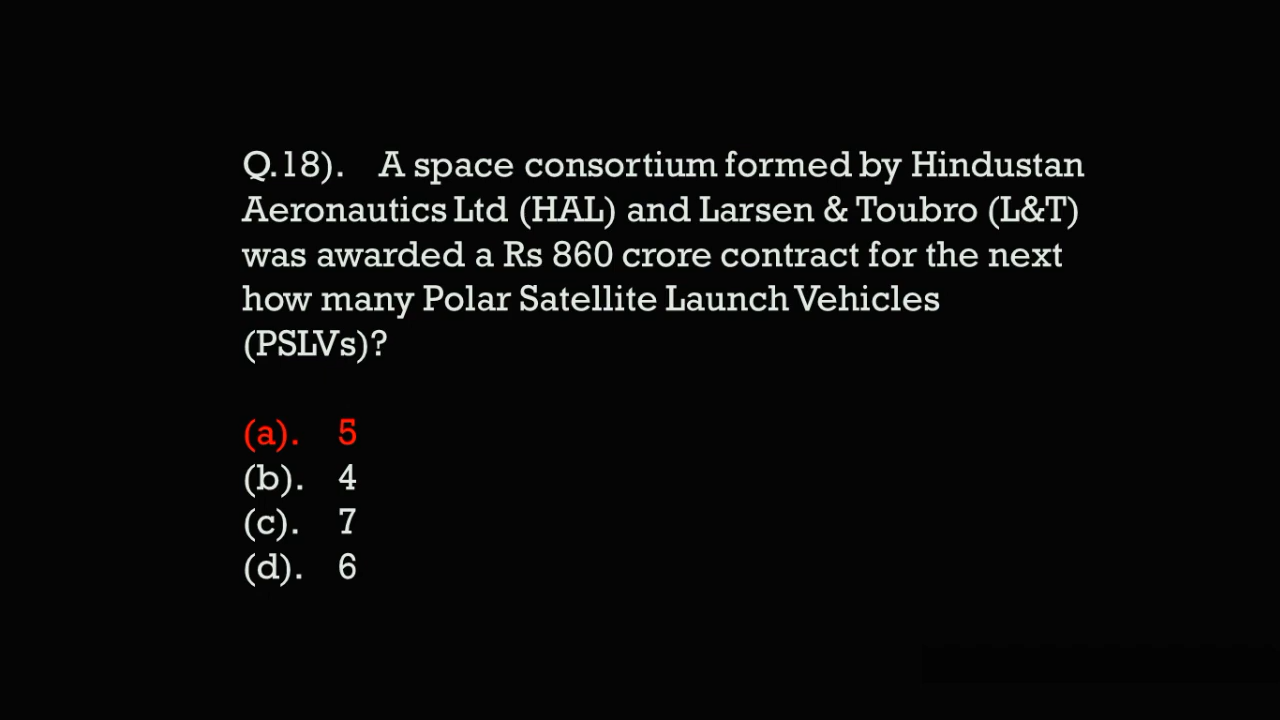 Q.18). A space consortium formed by Hindustan
Aeronautics Ltd (HAL) and Larsen & Toubro (L&T)
was awarded a Rs 860 crore contract for the next
how many Polar Satellite Launch Vehicles
(PSLVs)?
(a). 5
(b). 4
(c). 7
(d). 6